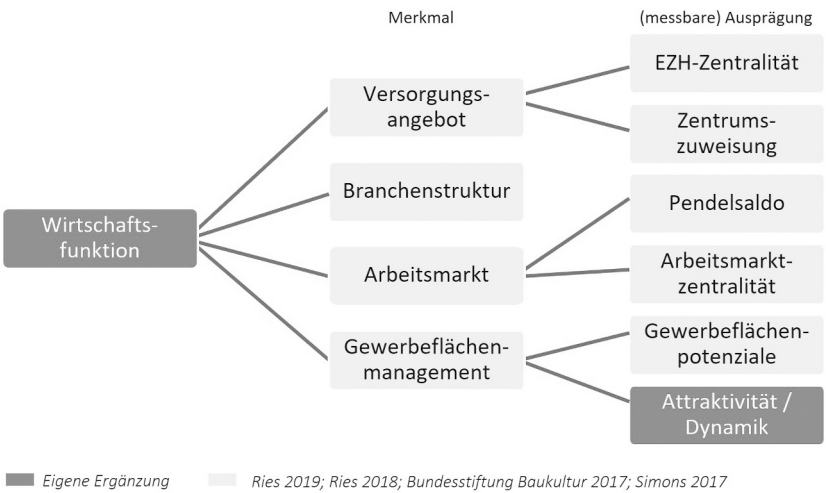 Merkmal
(messbare) Ausprägung
Wirtschafts-
funktion
Versorgungs-
angebot
Branchenstruktur
Arbeitsmarkt
Gewerbeflächen-
management
EZH-Zentralität
Zentrums-
zuweisung
Pendelsaldo
Arbeitsmarkt-
zentralität
Gewerbeflächen-
potenziale
Attraktivität /
Dynamik
Eigene Ergänzung
Ries 2019; Ries 2018; Bundesstiftung Baukultur 2017; Simons 2017